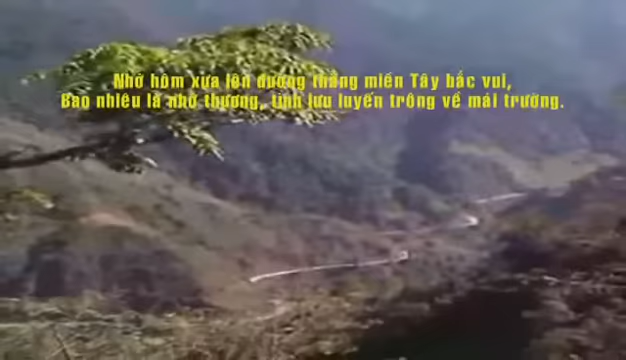 Nhớ hôm xưa lên đường thẳng miền Tây bắc vui,
Bao nhiêu là nhớ thương, tình lưu luyến trông về mái trường.